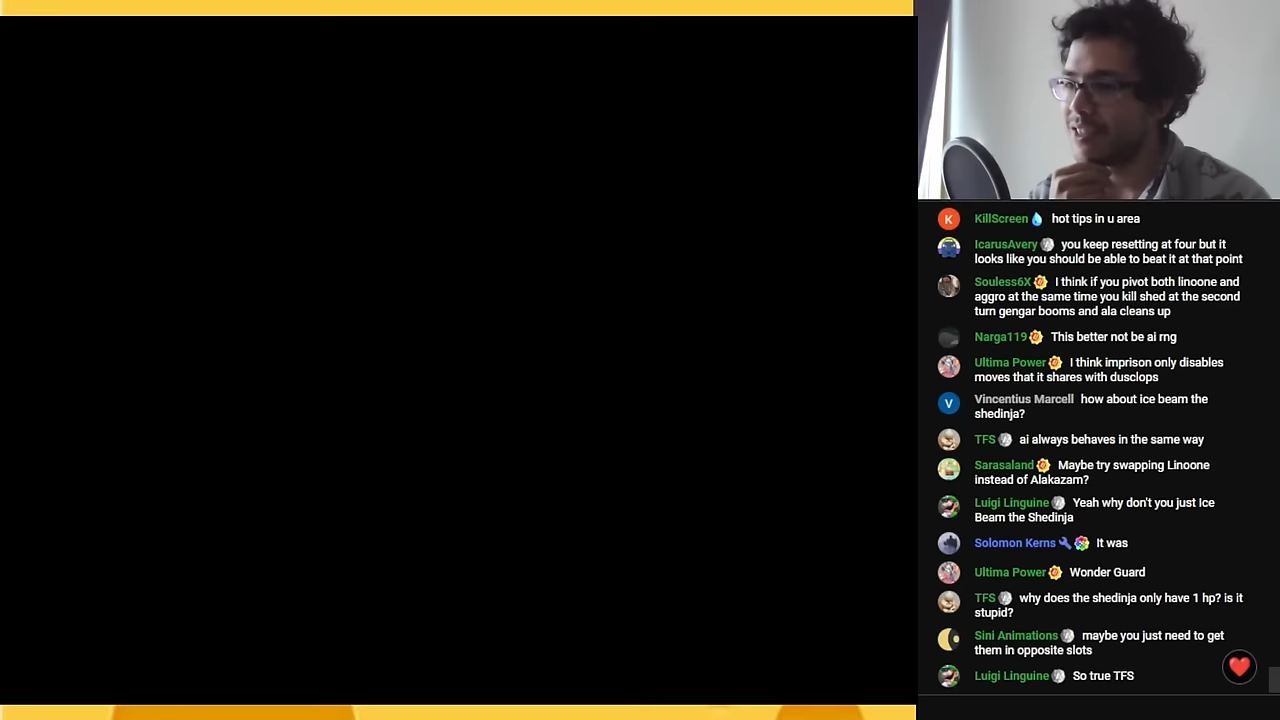 K KillScreen hot tips in u area
IcarusAvery you keep resetting at four but it
looks like you should be able to beat it at that point
Souless6X I think if you pivot both linoone and
aggro at the same time you kill shed at the second
turn gengar booms and ala cleans up
Narga119 This better not be ai rng
Ultima Power I think imprison only disables
moves that it shares with dusclops
V Vincentius Marcell how about ice beam the
shedinja?
TFS ai always behaves in the same way
Sarasaland Maybe try swapping Linoone
instead of Alakazam?
Luigi Linguine Yeah why don't you just Ice
Beam the Shedinja
Solomon Kerns It was
Ultima Power Wonder Guard
TFS why does the shedinja only have 1 hp? is it
stupid?
Sini Animations maybe you just need to get
them in opposite slots
Luigi Linguine So true TFS